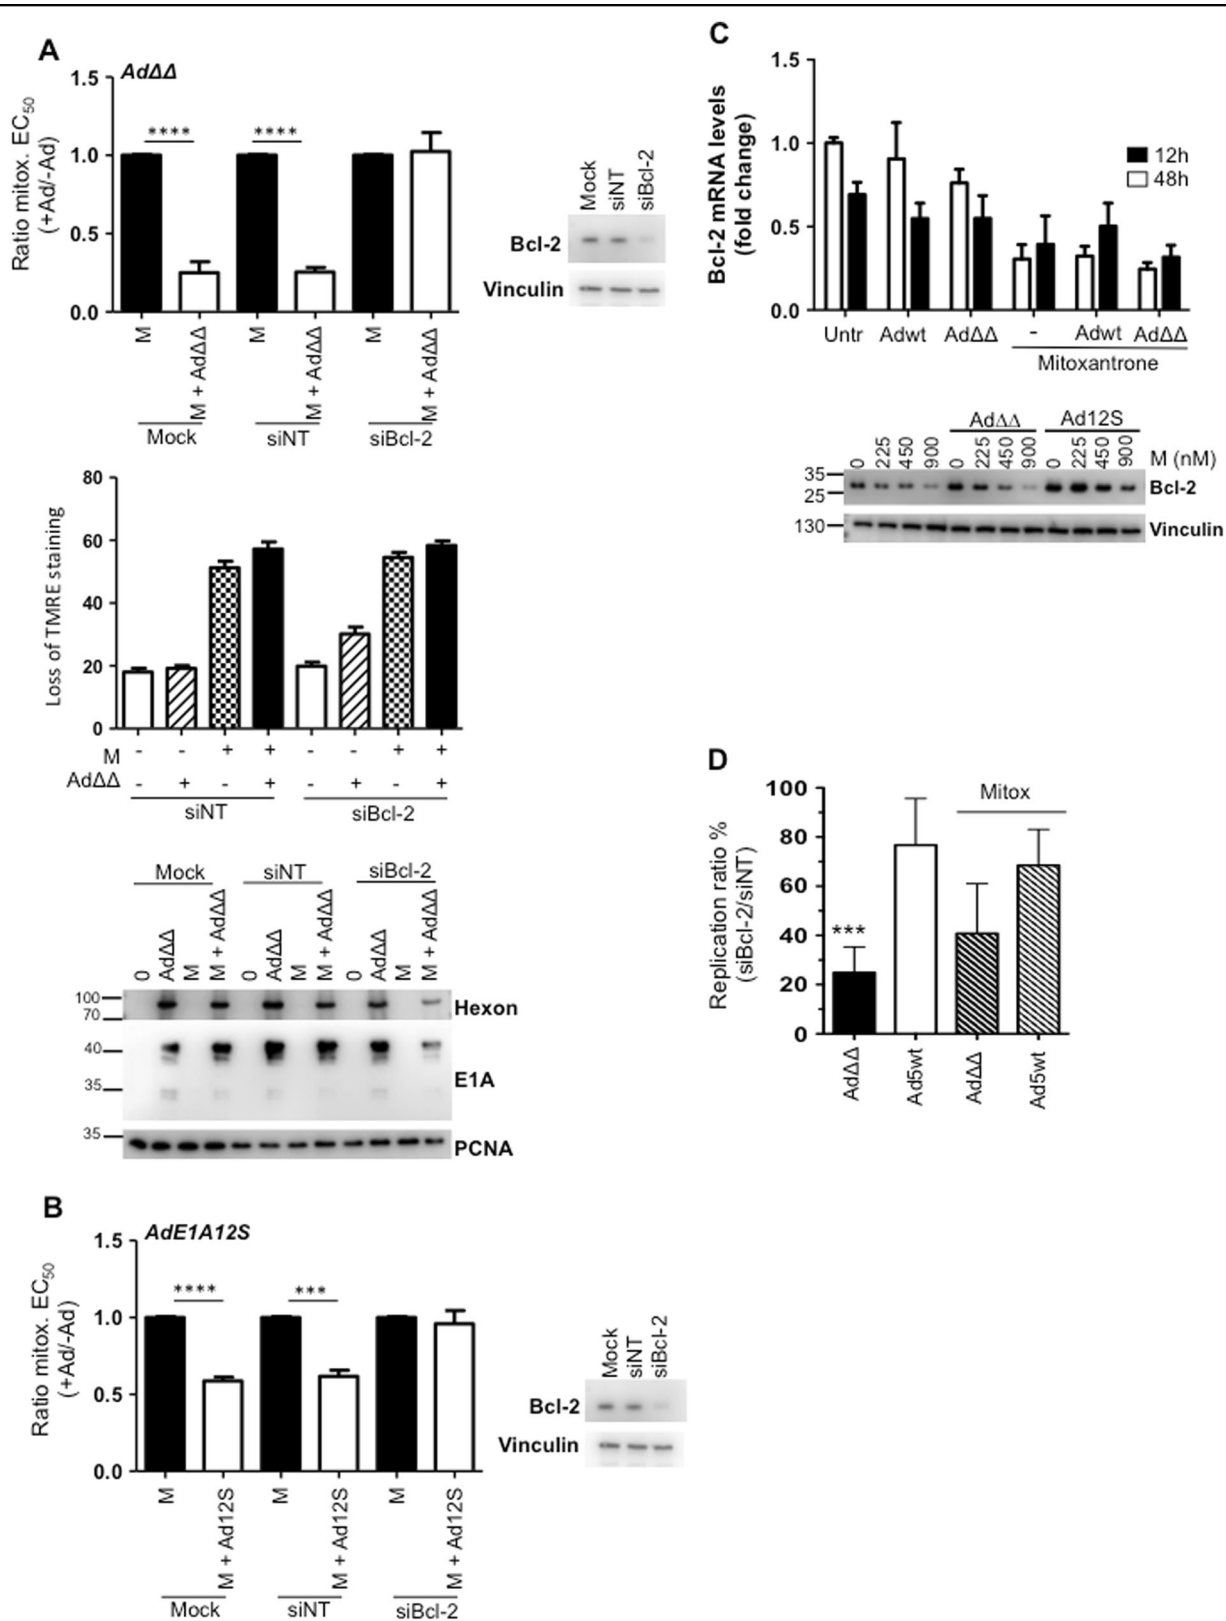 A
AdΔΔ
Ratio mitox. EC50
(+Ad/-Ad)
1.5
1.0
0.5
0.0
**** ****
M
M + AdΔΔ
M
M + AdΔΔ
M
M + AdΔΔ
Mock siNT siBcl-2
Mock
siNT
siBcl-2
Bcl-2
Vinculin
Loss of TMRE staining
80
60
40
20
0
M - - + + - - + +
AdΔΔ - + - + - + - +
siNT siBcl-2
Mock siNT siBcl-2
0
AdΔΔ
M
M + AdΔΔ
0
AdΔΔ
M
M + AdΔΔ
0
AdΔΔ
M
M + AdΔΔ
100
70
Hexon
40
35
E1A
35
PCNA
B
AdE1A12S
Ratio mitox. EC50
(+Ad/-Ad)
1.5
1.0
0.5
0.0
**** ***
M
M + Ad12S
M
M + Ad12S
M
M + Ad12S
Mock siNT siBcl-2
Mock
siNT
siBcl-2
Bcl-2
Vinculin
C
Bcl-2 mRNA levels
(fold change)
1.5
1.0
0.5
0.0
12h
48h
Untr Adwt AdΔΔ - Adwt AdΔΔ
Mitoxantrone
AdΔΔ Ad12S
0 225 450 900 0 225 450 900 0 225 450 900 M (nM)
35
25
Bcl-2
130
Vinculin
D
Replication ratio %
(siBcl-2/siNT)
100
80
60
40
20
0
Mitox
***
AdΔΔ
Ad5wt
AdΔΔ
Ad5wt